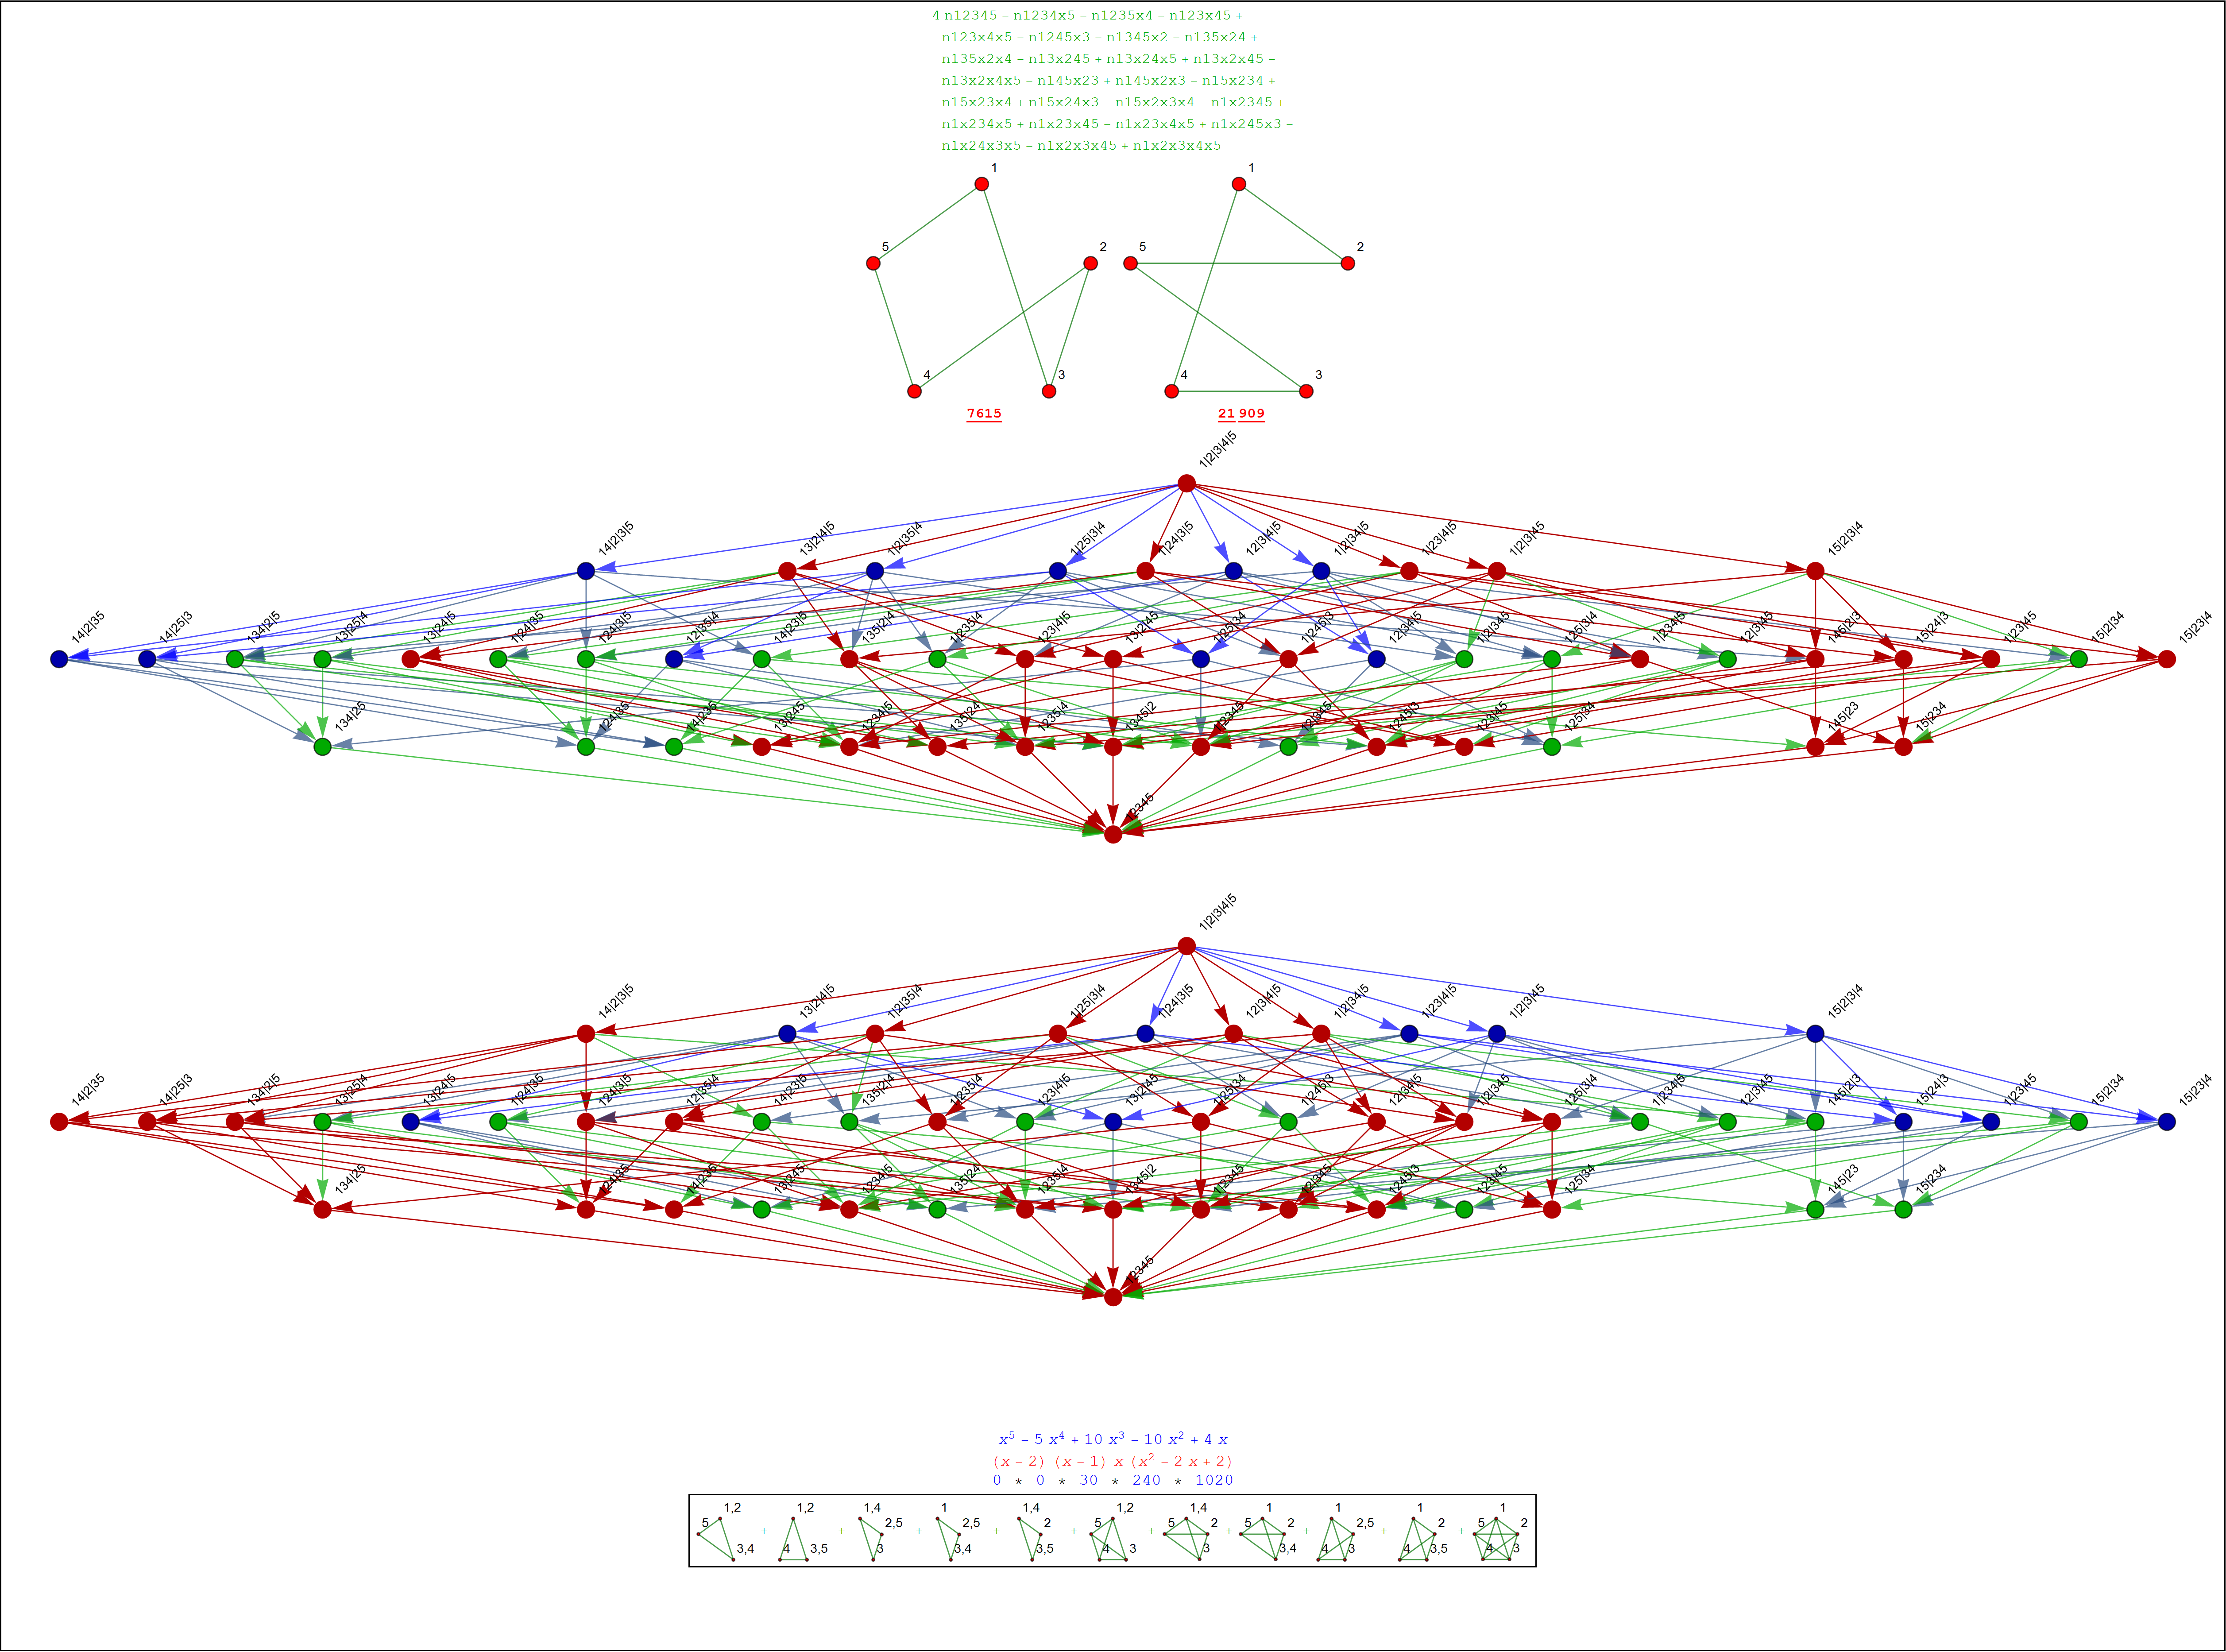 4 n12345 – n1234x5 – n1235x4 – n123x45 +
n123x4x5 – n1245x3 – n1345x2 – n135x24 +
n135x2x4 – n13x245 + n13x24x5 + n13x2x45 –
n13x2x4x5 – n145x23 + n145x2x3 – n15x234 +
n15x23x4 + n15x24x3 – n15x2x3x4 – n1x2345 +
n1x234x5 + n1x23x45 – n1x23x4x5 + n1x245x3 –
n1x24x3x5 – n1x2x3x45 + n1x2x3x4x5
1 1
5 2 5 2
4 3 4 3
7615 21 909
1|2|3|4|5
14|2|3|5 13|2|4|5 1|2|35|4 1|25|3|4 1|24|3|5 12|3|4|5 1|2|34|5 1|23|4|5 1|2|3|45 15|2|3|4
14|2|35 14|25|3 134|2|5 13|25|4 13|24|5 1|24|35 124|3|5 12|35|4 14|23|5 135|2|4 1|235|4 123|4|5 13|2|45 1|25|34 1|245|3 12|34|5 1|2|345 125|3|4 1|234|5 12|3|45 145|2|3 15|24|3 1|23|45 15|2|34 15|23|4
134|25 124|35 14|235 13|245 1234|5 135|24 1235|4 1345|2 1|2345 12|345 1245|3 123|45 125|34 145|23 15|234
12345
1|2|3|4|5
14|2|3|5 13|2|4|5 1|2|35|4 1|25|3|4 1|24|3|5 12|3|4|5 1|2|34|5 1|23|4|5 1|2|3|45 15|2|3|4
14|2|35 14|25|3 134|2|5 13|25|4 13|24|5 1|24|35 124|3|5 12|35|4 14|23|5 135|2|4 1|235|4 123|4|5 13|2|45 1|25|34 1|245|3 12|34|5 1|2|345 125|3|4 1|234|5 12|3|45 145|2|3 15|24|3 1|23|45 15|2|34 15|23|4
134|25 124|35 14|235 13|245 1234|5 135|24 1235|4 1345|2 1|2345 12|345 1245|3 123|45 125|34 145|23 15|234
12345
x⁵ – 5 x⁴ + 10 x³ – 10 x² + 4 x
(x – 2) (x – 1) x (x² – 2 x + 2)
0 * 0 * 30 * 240 * 1020
1,2 1,2 1,4 1 1,4 1,2 1,4 1 1 1 1
5 + + 2,5 + 2,5 + 2 + 5 + 5 2 + 5 2 + 2,5 + 2 + 5 2
3,4 4 3,5 3 3,4 3,5 4 3 3 3,4 4 3 4 3,5 4 3